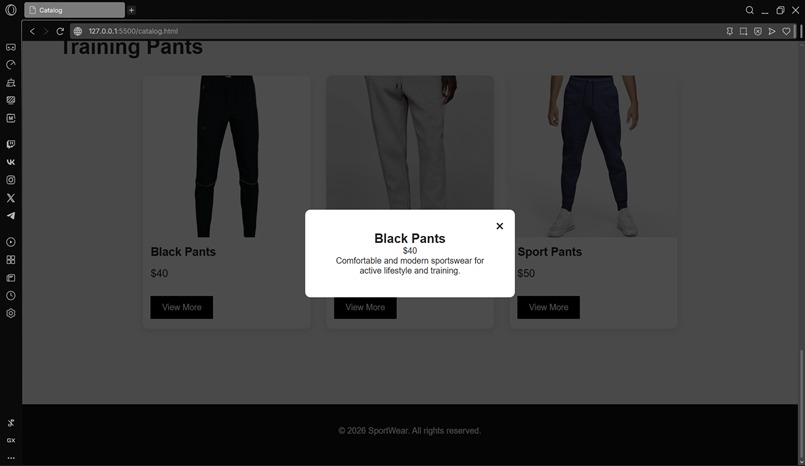 Catalog
127.0.0.1:5500/catalog.html
Training Pants
Black Pants
$40
Comfortable and modern sportswear for
active lifestyle and training.
Black Pants
$40
View More
View More
Sport Pants
$50
View More
© 2026 SportWear. All rights reserved.
GX